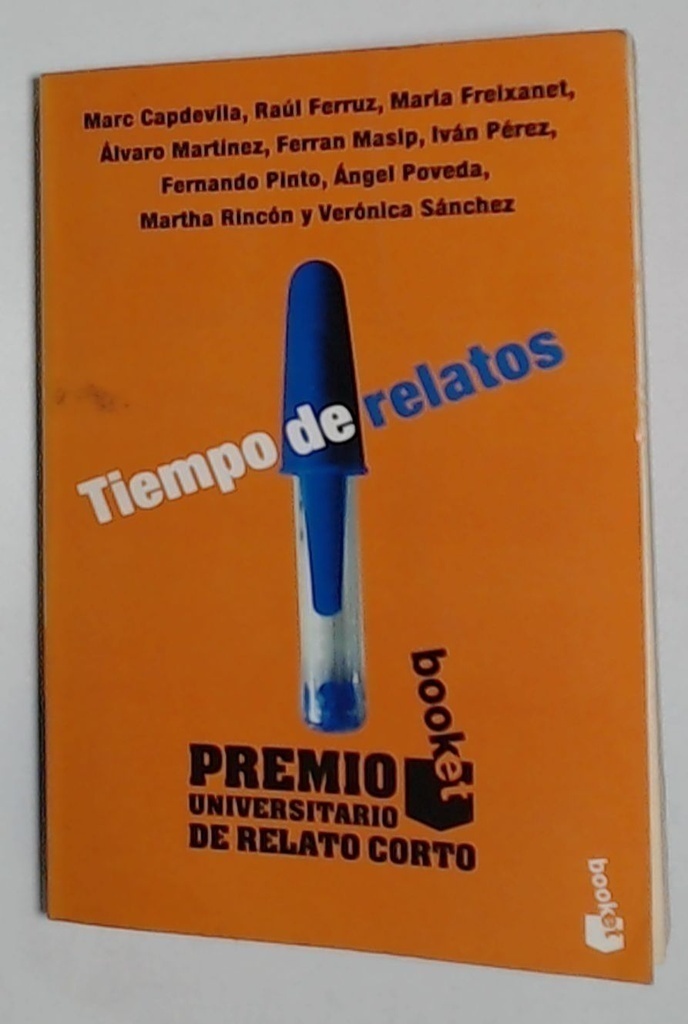 Marc Capdevila, Raúl Ferruz, Maria Freixanet,
Álvaro Martínez, Ferran Masip, Iván Pérez,
Fernando Pinto, Ángel Poveda,
Martha Rincón y Verónica Sánchez
Tiempo de relatos
booket
PREMIO
UNIVERSITARIO
DE RELATO CORTO
booket